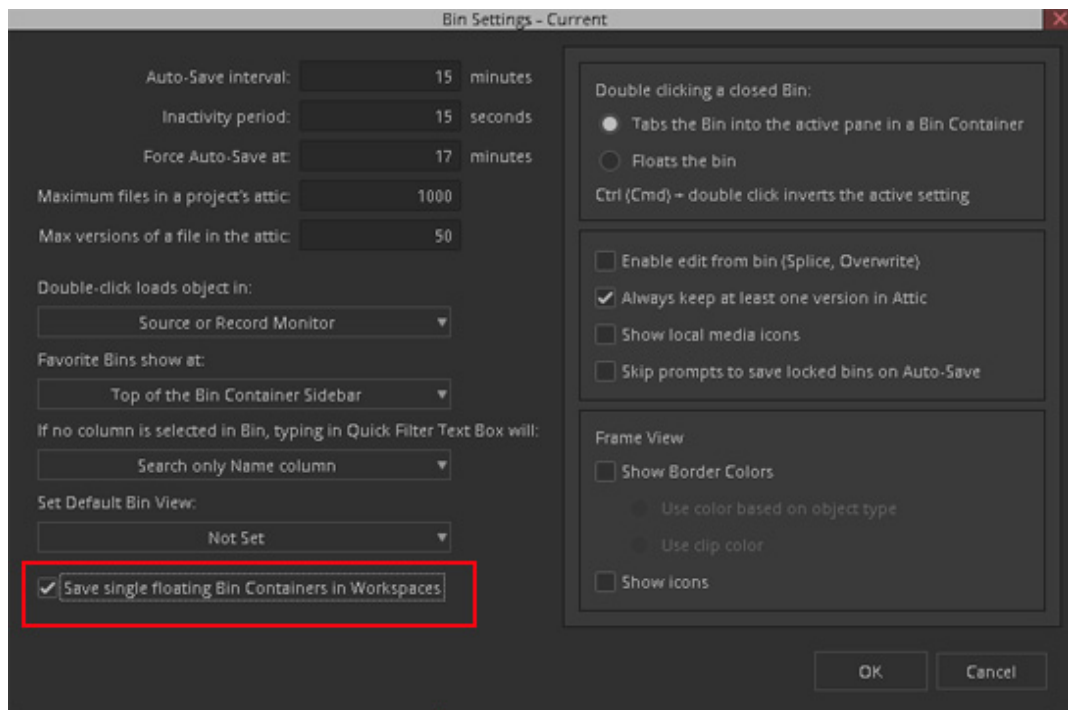 Bin Settings - Current
Auto-Save interval: 15 minutes
Inactivity period: 15 seconds
Force Auto-Save at: 17 minutes
Maximum files in a project's attic: 1000
Max versions of a file in the attic: 50
Double-click loads object in:
Source or Record Monitor
Favorite Bins show at:
Top of the Bin Container Sidebar
If no column is selected in Bin, typing in Quick Filter Text Box will:
Search only Name column
Set Default Bin View:
Not Set
Save single floating Bin Containers in Workspaces
Double clicking a closed Bin:
Tabs the Bin into the active pane in a Bin Container
Floats the bin
Ctrl (Cmd) + double click inverts the active setting
Enable edit from bin (Splice, Overwrite)
Always keep at least one version in Attic
Show local media icons
Skip prompts to save locked bins on Auto-Save
Frame View
Show Border Colors
Use color based on object type
Use clip color
Show icons
OK
Cancel